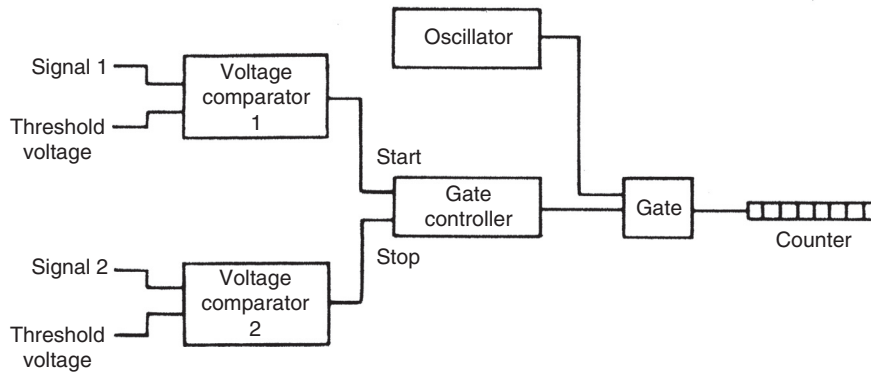 Oscillator
Signal 1
Voltage
comparator
1
Threshold
voltage
Start
Gate
controller
Gate
Counter
Stop
Signal 2
Voltage
comparator
2
Threshold
voltage